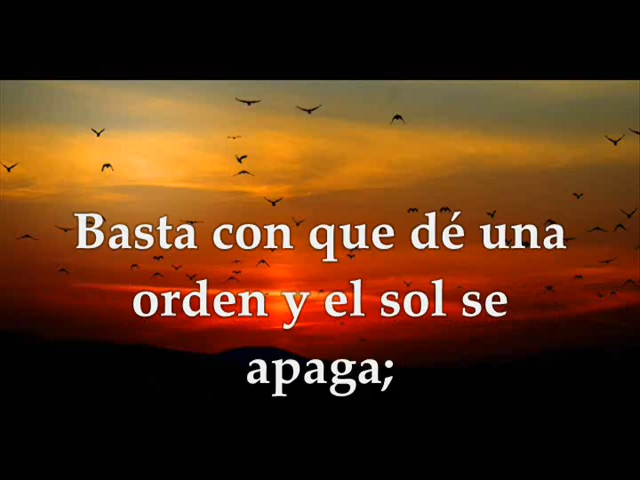 Basta con que dé una
orden y el sol se
apaga;